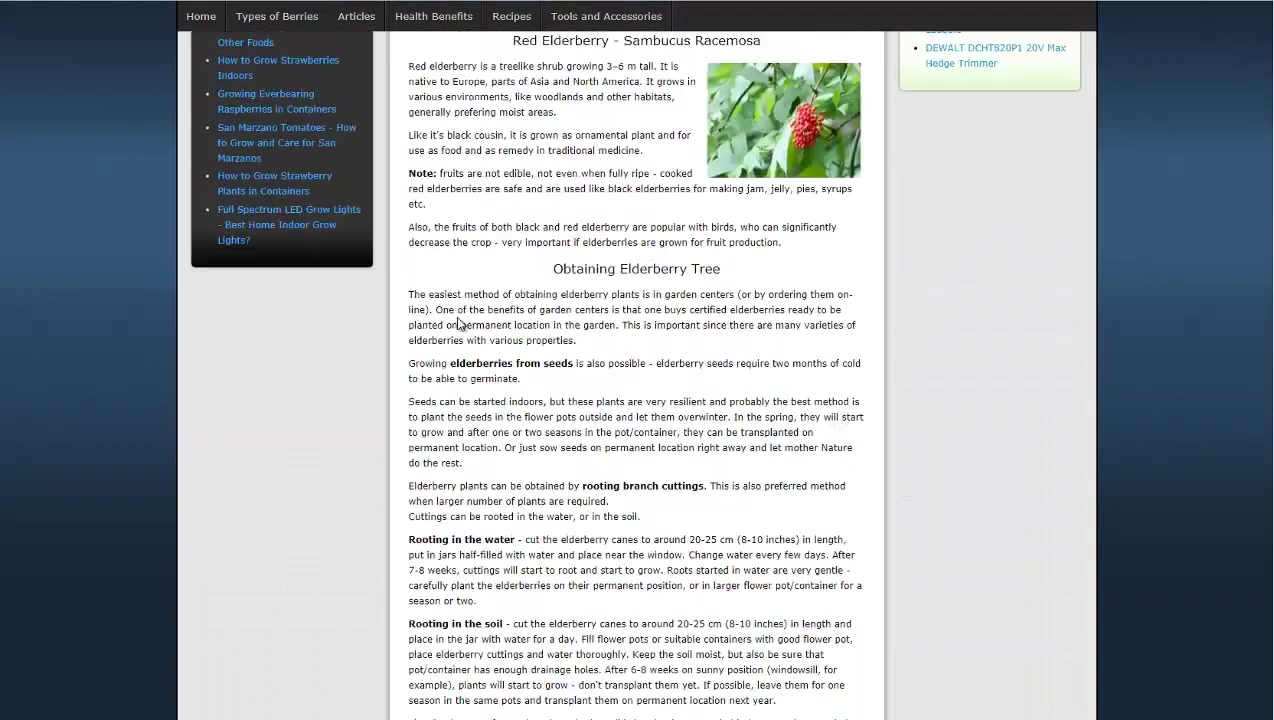 Home
Types of Berries
Articles
Health Benefits
Recipes
Tools and Accessories
Other Foods
How to Grow Strawberries
Indoors
Growing Everbearing
Raspberries in Containers
San Marzano Tomatoes - How
to Grow and Care for San
Marzanos
How to Grow Strawberry
Plants in Containers
Full Spectrum LED Grow Lights
- Best Home Indoor Grow
Lights?
Red Elderberry - Sambucus Racemosa
Red elderberry is a treelike shrub growing 3–6 m tall. It is
native to Europe, parts of Asia and North America. It grows in
various environments, like woodlands and other habitats,
generally prefering moist areas.
Like it's black cousin, it is grown as ornamental plant and for
use as food and as remedy in traditional medicine.
Note: fruits are not edible, not even when fully ripe - cooked
red elderberries are safe and are used like black elderberries for making jam, jelly, pies, syrups
etc.
Also, the fruits of both black and red elderberry are popular with birds, who can significantly
decrease the crop - very important if elderberries are grown for fruit production.
Obtaining Elderberry Tree
The easiest method of obtaining elderberry plants is in garden centers (or by ordering them on-
line). One of the benefits of garden centers is that one buys certified elderberries ready to be
planted on permanent location in the garden. This is important since there are many varieties of
elderberries with various properties.
Growing elderberries from seeds is also possible - elderberry seeds require two months of cold
to be able to germinate.
Seeds can be started indoors, but these plants are very resilient and probably the best method is
to plant the seeds in the flower pots outside and let them overwinter. In the spring, they will start
to grow and after one or two seasons in the pot/container, they can be transplanted on
permanent location. Or just sow seeds on permanent location right away and let mother Nature
do the rest.
Elderberry plants can be obtained by rooting branch cuttings. This is also preferred method
when larger number of plants are required.
Cuttings can be rooted in the water, or in the soil.
Rooting in the water - cut the elderberry canes to around 20-25 cm (8-10 inches) in length,
put in jars half-filled with water and place near the window. Change water every few days. After
7-8 weeks, cuttings will start to root and start to grow. Roots started in water are very gentle -
carefully plant the elderberries on their permanent position, or in larger flower pot/container for a
season or two.
Rooting in the soil - cut the elderberry canes to around 20-25 cm (8-10 inches) in length and
place in the jar with water for a day. Fill flower pots or suitable containers with good flower pot,
place elderberry cuttings and water thoroughly. Keep the soil moist, but also be sure that
pot/container has enough drainage holes. After 6-8 weeks on sunny position (windowsill, for
example), plants will start to grow - don't transplant them yet. If possible, leave them for one
season in the same pots and transplant them on permanent location next year.
DEWALT DCHT820P1 20V Max
Hedge Trimmer